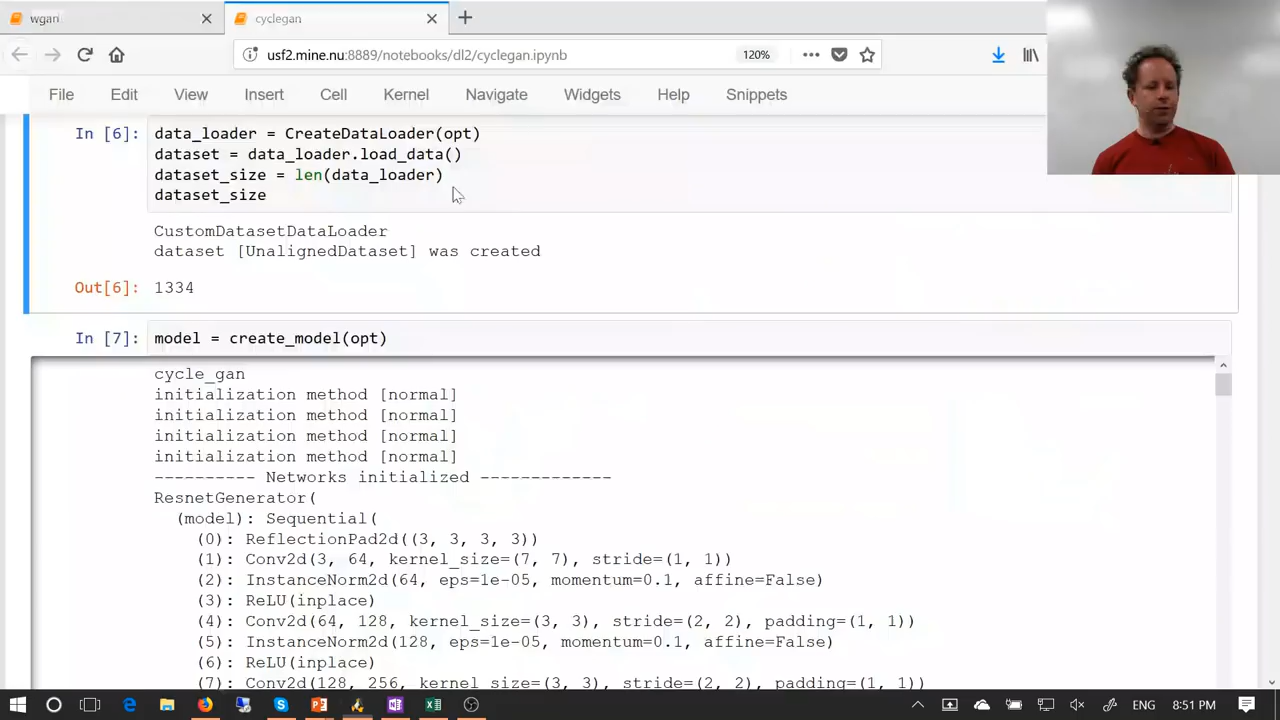 wgan
cyclegan
usf2.mine.nu:8889/notebooks/dl2/cyclegan.ipynb
120%
File Edit View Insert Cell Kernel Navigate Widgets Help Snippets
In [6]: data_loader = CreateDataLoader(opt)
dataset = data_loader.load_data()
dataset_size = len(data_loader)
dataset_size
CustomDatasetDataLoader
dataset [UnalignedDataset] was created
Out[6]: 1334
In [7]: model = create_model(opt)
cycle_gan
initialization method [normal]
initialization method [normal]
initialization method [normal]
initialization method [normal]
---------- Networks initialized -------------
ResnetGenerator(
(model): Sequential(
(0): ReflectionPad2d((3, 3, 3, 3))
(1): Conv2d(3, 64, kernel_size=(7, 7), stride=(1, 1))
(2): InstanceNorm2d(64, eps=1e-05, momentum=0.1, affine=False)
(3): ReLU(inplace)
(4): Conv2d(64, 128, kernel_size=(3, 3), stride=(2, 2), padding=(1, 1))
(5): InstanceNorm2d(128, eps=1e-05, momentum=0.1, affine=False)
(6): ReLU(inplace)
(7): Conv2d(128, 256, kernel_size=(3, 3), stride=(2, 2), padding=(1, 1))
ENG 8:51 PM